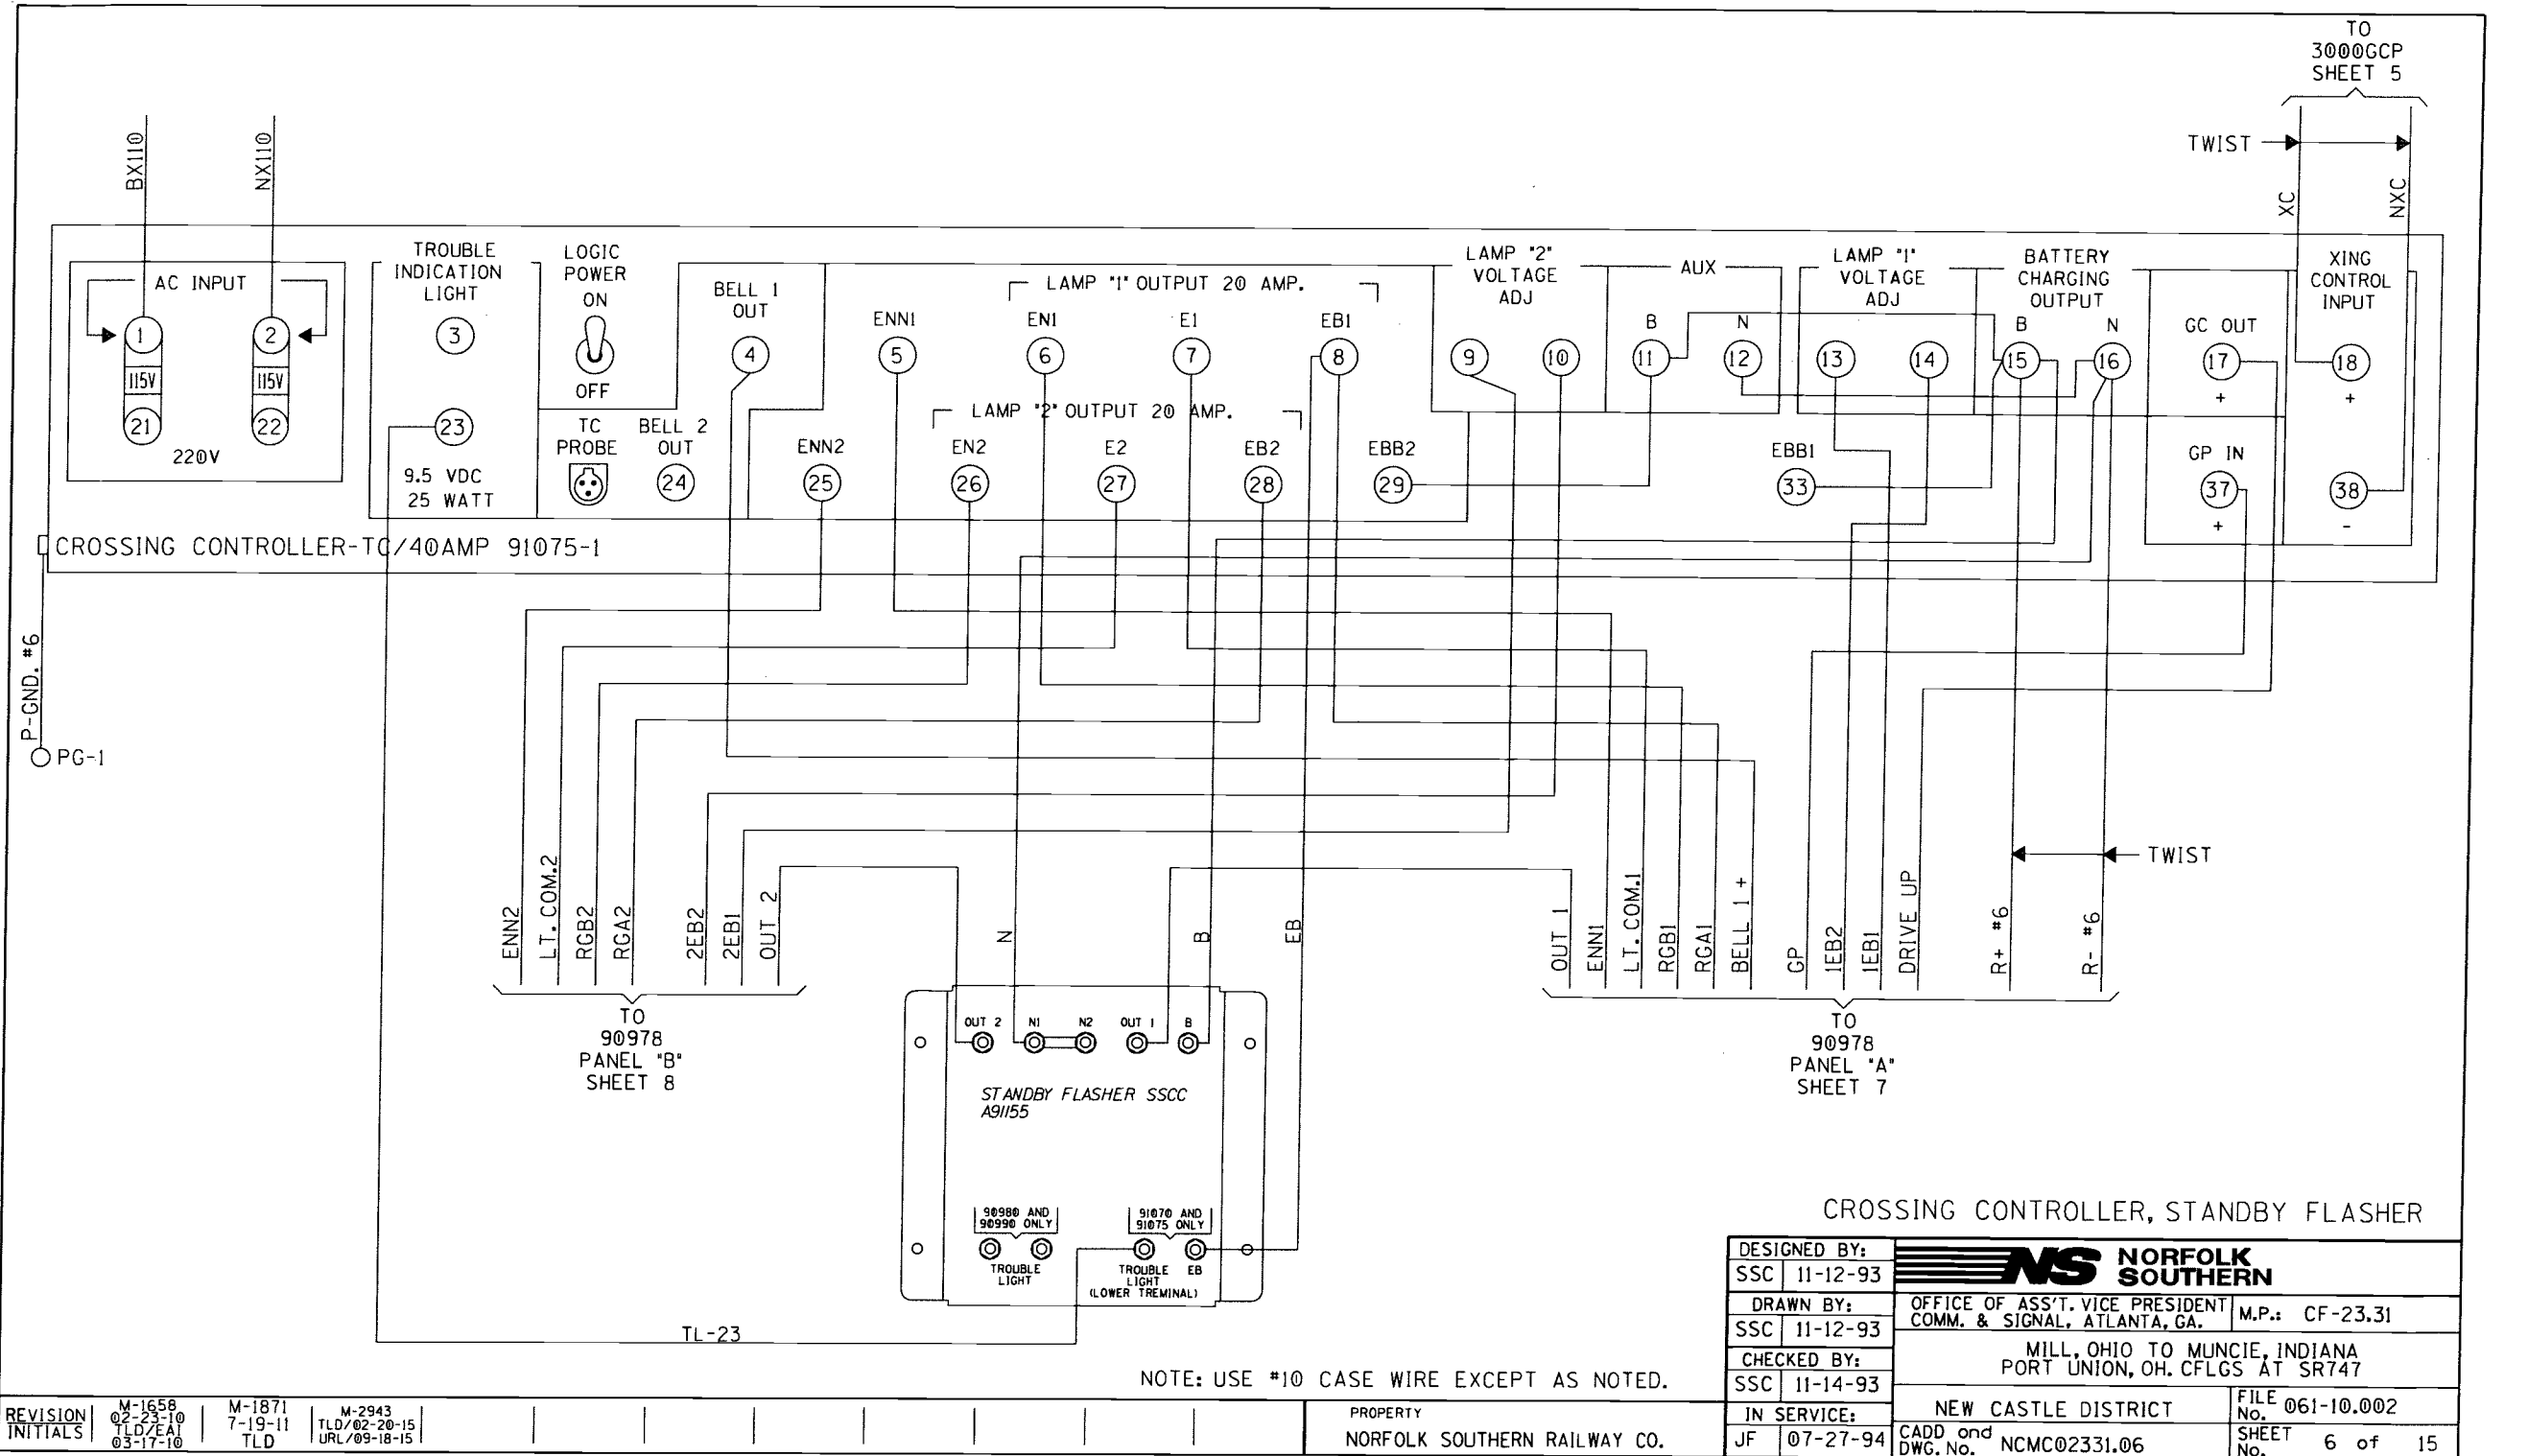 TO
3000GCP
SHEET 5
TWIST
BX110
NX110
XC
NXC
AC INPUT
1
2
115V
115V
21
22
220V
TROUBLE
INDICATION
LIGHT
3
23
9.5 VDC
25 WATT
LOGIC
POWER
ON
OFF
TC
PROBE
BELL 2
OUT
24
BELL 1
OUT
4
LAMP "1" OUTPUT 20 AMP.
ENN1
EN1
E1
EB1
5
6
7
8
LAMP "2" OUTPUT 20 AMP.
ENN2
EN2
E2
EB2
EBB2
25
26
27
28
29
LAMP "2"
VOLTAGE
ADJ
9
10
AUX
B
N
11
12
LAMP "1"
VOLTAGE
ADJ
13
14
EBB1
33
BATTERY
CHARGING
OUTPUT
B
N
15
16
GC OUT
17
+
GP IN
37
+
XING
CONTROL
INPUT
18
+
38
-
CROSSING CONTROLLER-TC/40AMP 91075-1
P-GND. #6
PG-1
TWIST
ENN2
LT. COM.2
RGB2
RGA2
2EB2
2EB1
OUT 2
N
B
EB
OUT 1
ENN1
LT. COM.1
RGB1
RGA1
BELL 1 +
GP
1EB2
1EB1
DRIVE UP
R+ #6
R- #6
TO
90978
PANEL "B"
SHEET 8
TO
90978
PANEL "A"
SHEET 7
OUT 2
N1
N2
OUT 1
B
STANDBY FLASHER SSCC
A91155
90980 AND
90990 ONLY
91070 AND
91075 ONLY
TROUBLE
LIGHT
TROUBLE
LIGHT
(LOWER TREMINAL)
EB
TL-23
CROSSING CONTROLLER, STANDBY FLASHER
NOTE: USE #10 CASE WIRE EXCEPT AS NOTED.
DESIGNED BY:
SSC 11-12-93
DRAWN BY:
SSC 11-12-93
CHECKED BY:
SSC 11-14-93
IN SERVICE:
JF 07-27-94
NS NORFOLK
SOUTHERN
OFFICE OF ASS'T. VICE PRESIDENT
COMM. & SIGNAL, ATLANTA, GA.
M.P.: CF-23.31
MILL, OHIO TO MUNCIE, INDIANA
PORT UNION, OH. CFLGS AT SR747
NEW CASTLE DISTRICT
FILE
No. 061-10.002
CADD and
DWG. No. NCMC02331.06
SHEET
No. 6 of 15
REVISION
INITIALS
M-1658
02-23-10
TLD/EAI
03-17-10
M-1871
7-19-11
TLD
M-2943
TLD/02-20-15
URL/09-18-15
PROPERTY
NORFOLK SOUTHERN RAILWAY CO.